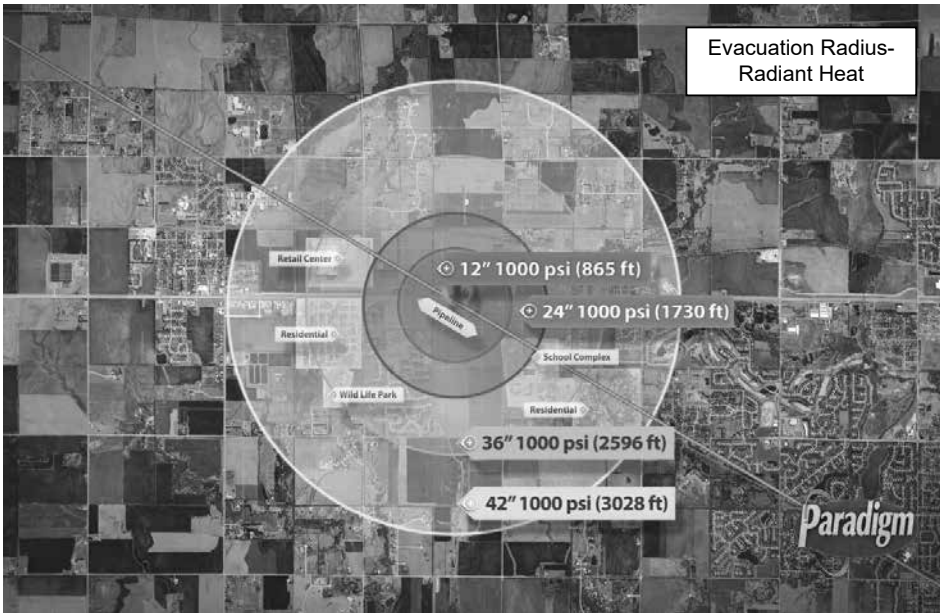 Evacuation Radius-
Radiant Heat
Retail Center
12" 1000 psi (865 ft)
24" 1000 psi (1730 ft)
Pipeline
Residential
School Complex
Wild Life Park
Residential
36" 1000 psi (2596 ft)
42" 1000 psi (3028 ft)
Paradigm